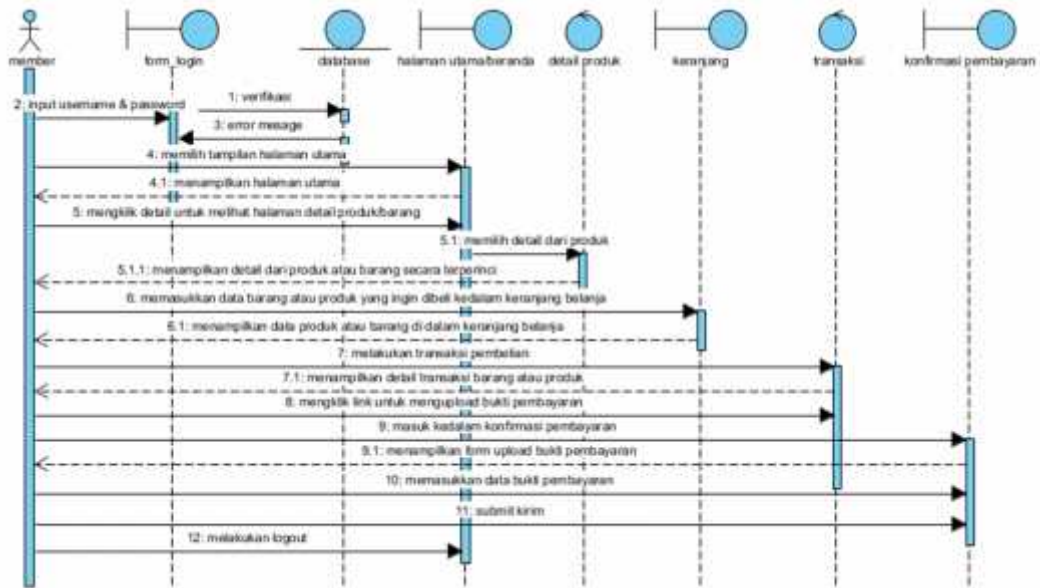 member
form_login
database
halaman utama/beranda
detail produk
keranjang
transaksi
konfirmasi pembayaran
1: verifikasi
2: input username & password
3: error mesage
4: memilih tampilan halaman utama
4.1: menampilkan halaman utama
5: mengklik detail untuk melihat halaman detail produk/barang
5.1: memilih detail dari produk
5.1.1: menampilkan detail dari produk atau barang secara terperinci
6: memasukkan data barang atau produk yang ingin dibeli kedalam keranjang belanja
6.1: menampilkan data produk atau barang di dalam keranjang belanja
7: melakukan transaksi pembelian
7.1: menampilkan detail transaksi barang atau produk
8: mengklik link untuk mengupload bukti pembayaran
9: masuk kedalam konfirmasi pembayaran
9.1: menampilkan form upload bukti pembayaran
10: memasukkan data bukti pembayaran
11: submit kirim
12: melakukan logout